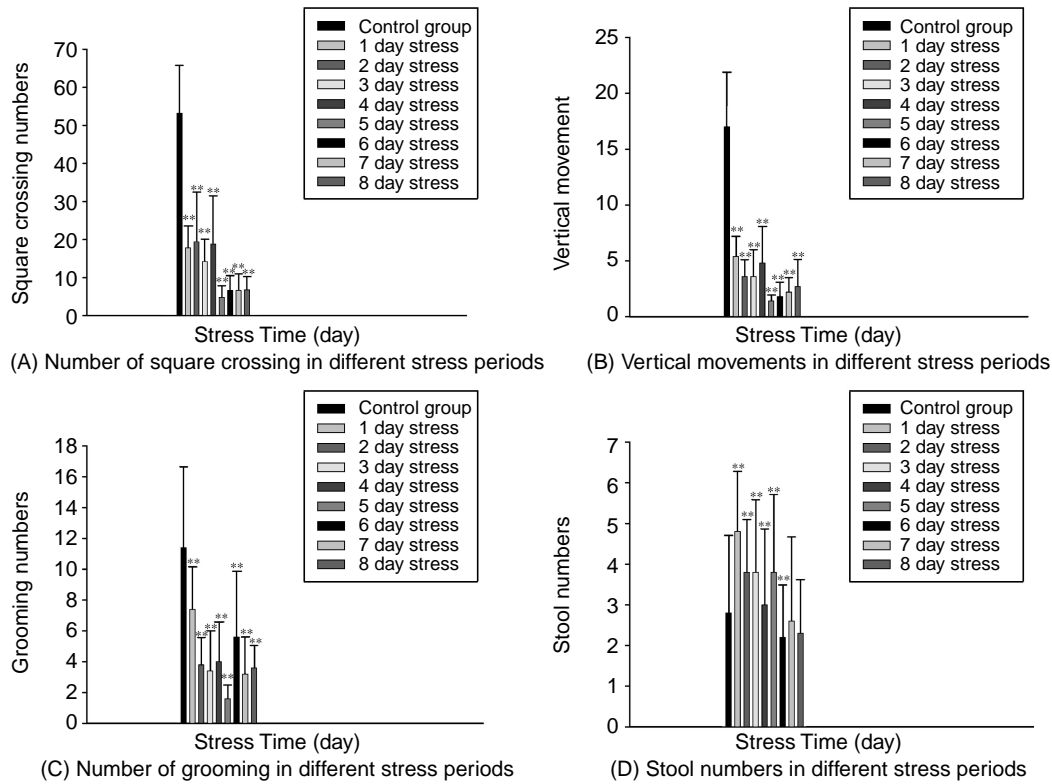 Control group
1 day stress
2 day stress
3 day stress
4 day stress
5 day stress
6 day stress
7 day stress
8 day stress
70
60
50
40
30
20
10
0
Square crossing numbers
** ** ** ** ** ** ** **
Stress Time (day)
(A) Number of square crossing in different stress periods
Control group
1 day stress
2 day stress
3 day stress
4 day stress
5 day stress
6 day stress
7 day stress
8 day stress
25
20
15
10
5
0
Vertical movement
** ** ** ** ** ** ** **
Stress Time (day)
(B) Vertical movements in different stress periods
Control group
1 day stress
2 day stress
3 day stress
4 day stress
5 day stress
6 day stress
7 day stress
8 day stress
18
16
14
12
10
8
6
4
2
0
Grooming numbers
** ** ** ** ** ** ** **
Stress Time (day)
(C) Number of grooming in different stress periods
Control group
1 day stress
2 day stress
3 day stress
4 day stress
5 day stress
6 day stress
7 day stress
8 day stress
7
6
5
4
3
2
1
0
Stool numbers
** ** ** ** ** **
Stress Time (day)
(D) Stool numbers in different stress periods